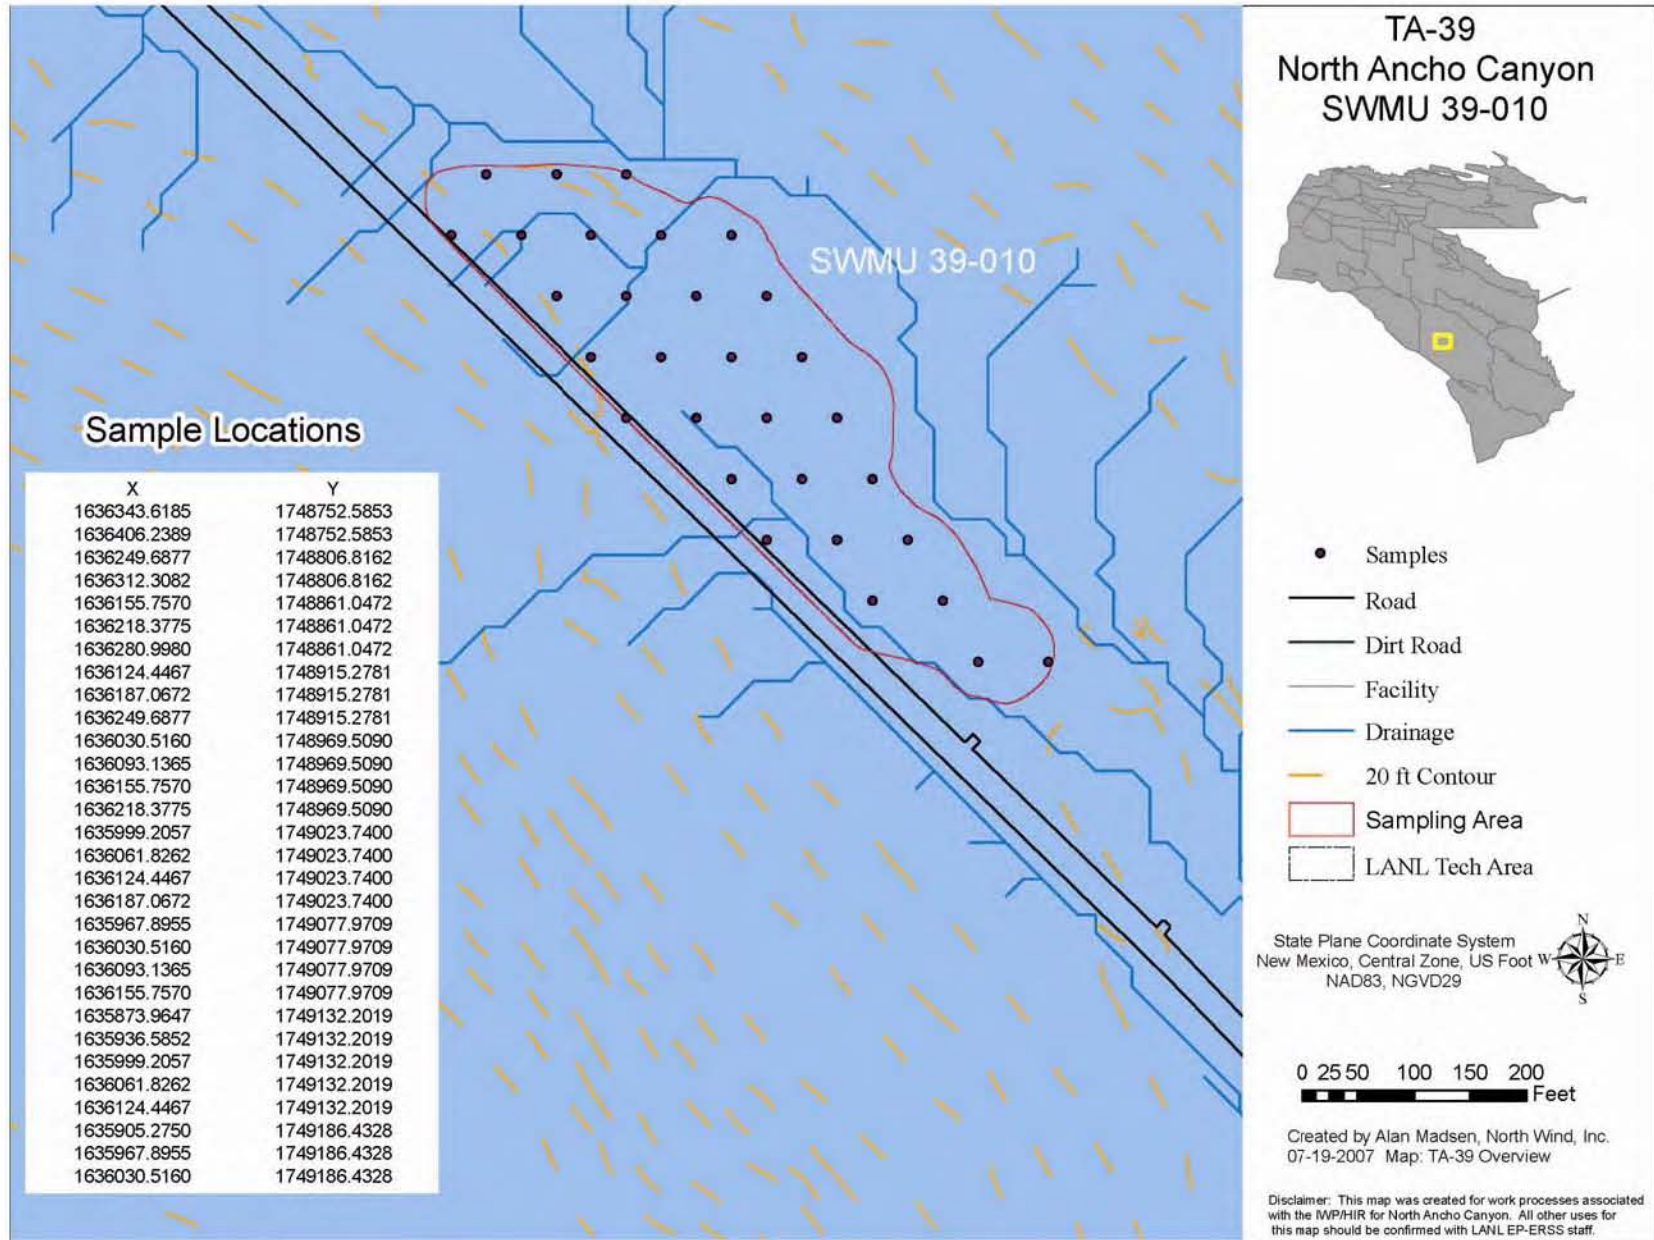 TA-39
North Ancho Canyon
SWMU 39-010
SWMU 39-010
Sample Locations
X Y
1636343.6185 1748752.5853
1636406.2389 1748752.5853
1636249.6877 1748806.8162
1636312.3082 1748806.8162
1636155.7570 1748861.0472
1636218.3775 1748861.0472
1636280.9980 1748861.0472
1636124.4467 1748915.2781
1636187.0672 1748915.2781
1636249.6877 1748915.2781
1636030.5160 1748969.5090
1636093.1365 1748969.5090
1636155.7570 1748969.5090
1636218.3775 1748969.5090
1635999.2057 1749023.7400
1636061.8262 1749023.7400
1636124.4467 1749023.7400
1636187.0672 1749023.7400
1635967.8955 1749077.9709
1636030.5160 1749077.9709
1636093.1365 1749077.9709
1636155.7570 1749077.9709
1635873.9647 1749132.2019
1635936.5852 1749132.2019
1635999.2057 1749132.2019
1636061.8262 1749132.2019
1636124.4467 1749132.2019
1635905.2750 1749186.4328
1635967.8955 1749186.4328
1636030.5160 1749186.4328
Samples
Road
Dirt Road
Facility
Drainage
20 ft Contour
Sampling Area
LANL Tech Area
State Plane Coordinate System
New Mexico, Central Zone, US Foot
NAD83, NGVD29
N
W E
S
0 25 50 100 150 200
Feet
Created by Alan Madsen, North Wind, Inc.
07-19-2007 Map: TA-39 Overview
Disclaimer: This map was created for work processes associated
with the IWP/HIR for North Ancho Canyon. All other uses for
this map should be confirmed with LANL EP-ERSS staff.